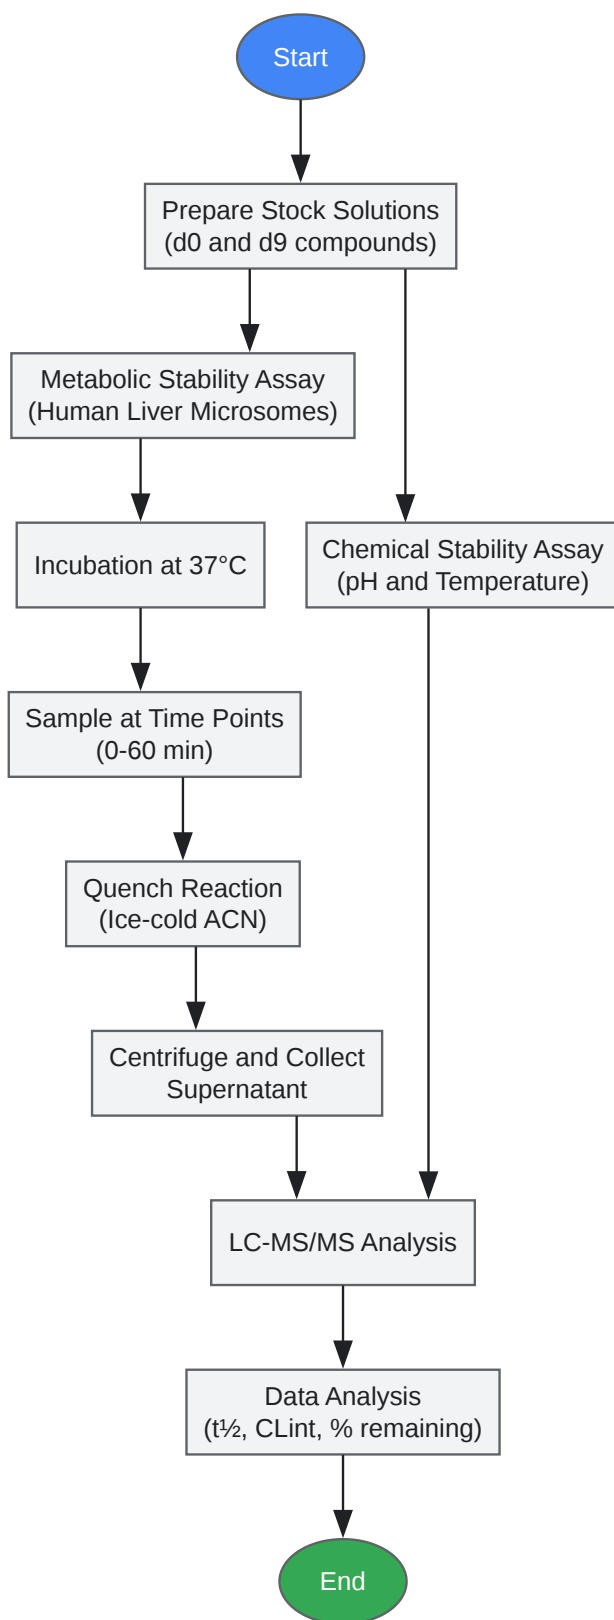 Start
Prepare Stock Solutions
(d0 and d9 compounds)
Metabolic Stability Assay
(Human Liver Microsomes)
Incubation at 37°C
Chemical Stability Assay
(pH and Temperature)
Sample at Time Points
(0-60 min)
Quench Reaction
(Ice-cold ACN)
Centrifuge and Collect
Supernatant
LC-MS/MS Analysis
Data Analysis
(t½, CLint, % remaining)
End